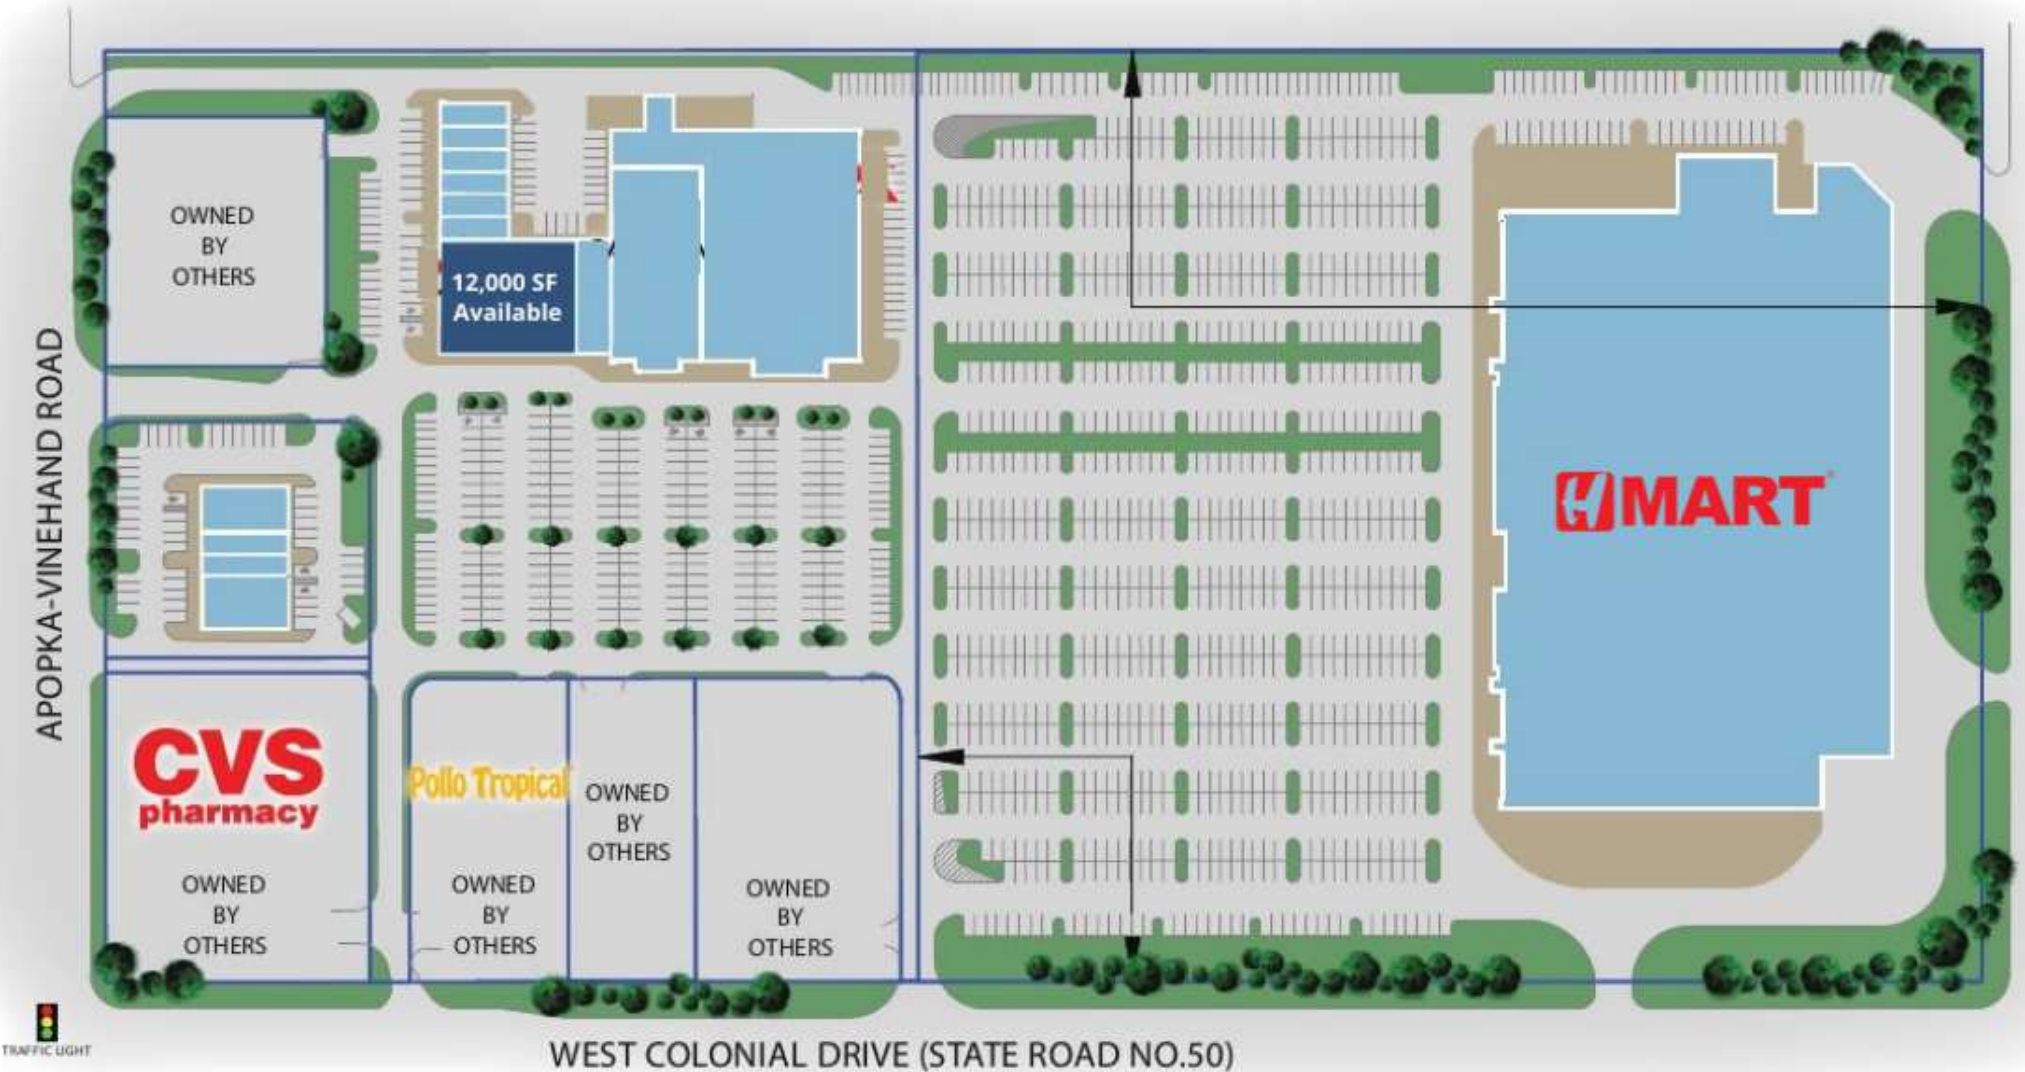 OWNED
BY
OTHERS
12,000 SF
Available
APOPKA-VINEHAND ROAD
HMART
CVS
pharmacy
OWNED
BY
OTHERS
Pollo Tropical
OWNED
BY
OTHERS
OWNED
BY
OTHERS
OWNED
BY
OTHERS
TRAFFIC LIGHT
WEST COLONIAL DRIVE (STATE ROAD NO.50)